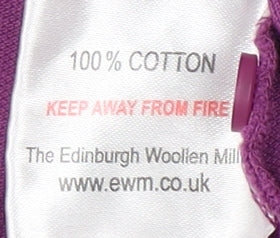 100% COTTON
KEEP AWAY FROM FIRE
The Edinburgh Woollen Mill
www.ewm.co.uk